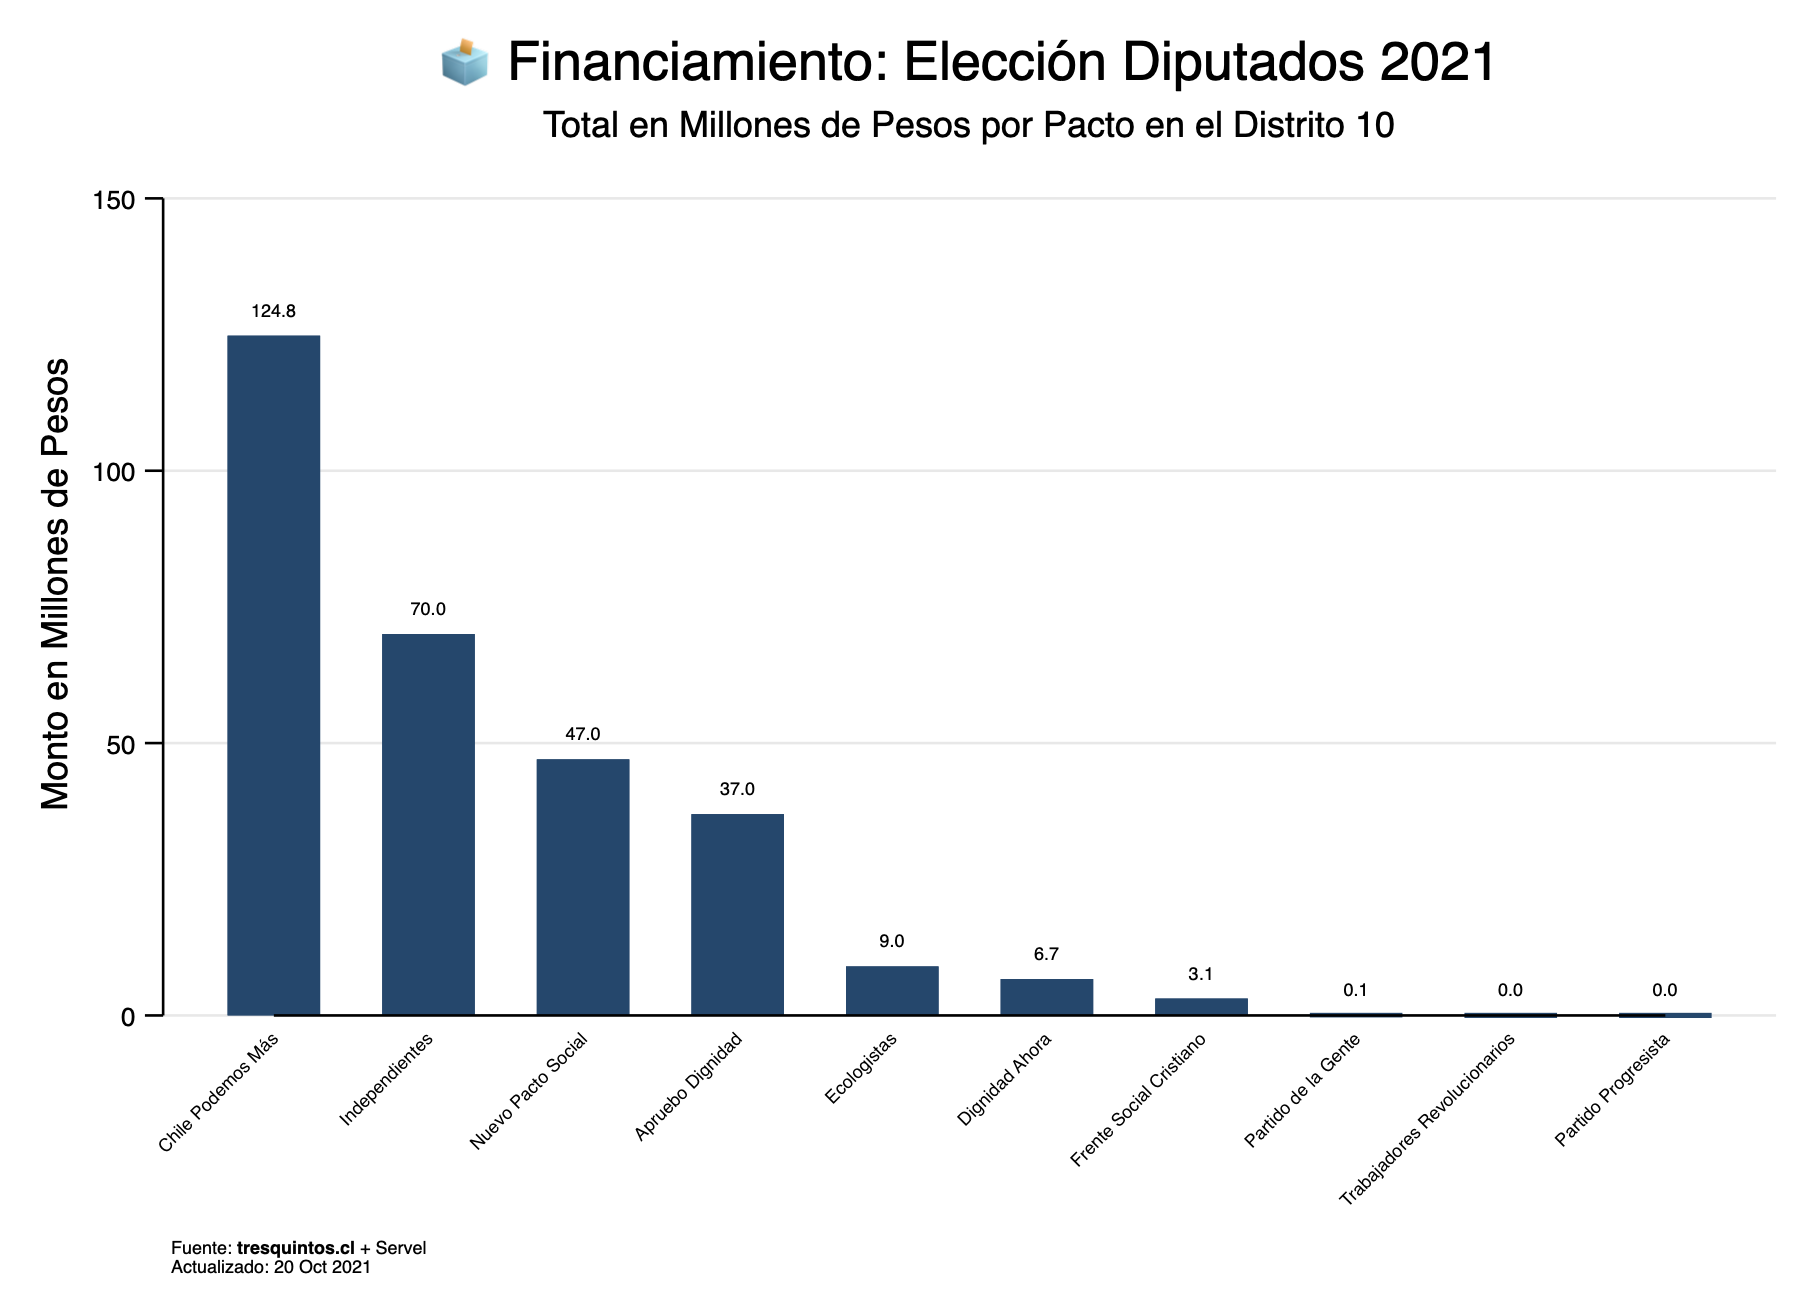 Financiamiento: Elección Diputados 2021
Total en Millones de Pesos por Pacto en el Distrito 10
Monto en Millones de Pesos
150
100
50
0
124.8
70.0
47.0
37.0
9.0
6.7
3.1
0.1
0.0
0.0
Chile Podemos Más
Independientes
Nuevo Pacto Social
Apruebo Dignidad
Ecologistas
Dignidad Ahora
Frente Social Cristiano
Partido de la Gente
Trabajadores Revolucionarios
Partido Progresista
Fuente: tresquintos.cl + Servel
Actualizado: 20 Oct 2021